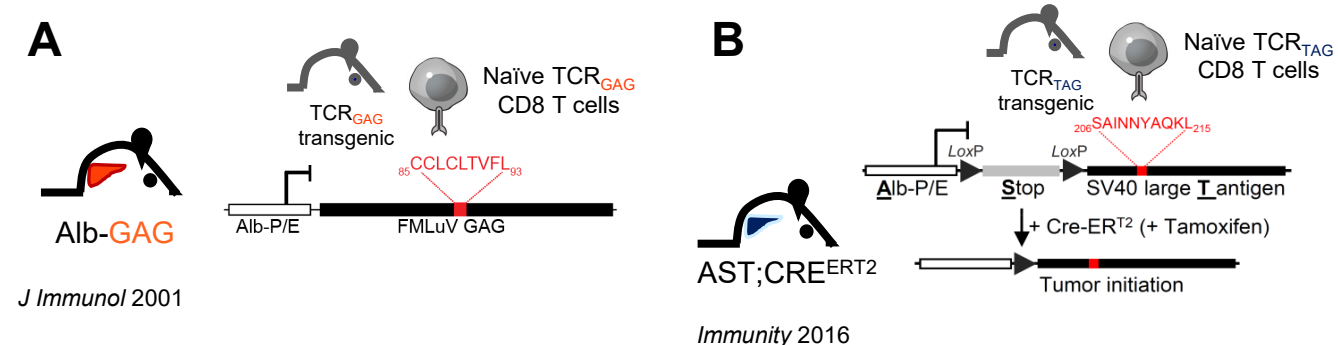 A
TCRGAG
transgenic
Naïve TCRGAG
CD8 T cells
85CCLCLTVFL93
Alb-P/E
FMLuV GAG
Alb-GAG
J Immunol 2001
B
TCRTAG
transgenic
Naïve TCRTAG
CD8 T cells
206SAINNYAQKL215
LoxP
LoxP
Alb-P/E
Stop
SV40 large T antigen
+ Cre-ERT2 (+ Tamoxifen)
AST;CREERT2
Tumor initiation
Immunity 2016